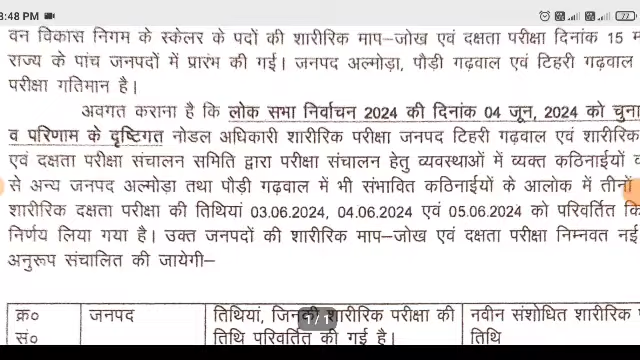 3:48 PM
22
वन विकास निगम के स्केलर के पदों की शारीरिक माप–जोख एवं दक्षता परीक्षा दिनांक 15 म
राज्य के पांच जनपदों में प्रारंभ की गई। जनपद अल्मोड़ा, पौड़ी गढ़वाल एवं टिहरी गढ़वाल
परीक्षा गतिमान है।
अवगत कराना है कि लोक सभा निर्वाचन 2024 की दिनांक 04 जून, 2024 को चुना
व परिणाम के दृष्टिगत नोडल अधिकारी शारीरिक परीक्षा जनपद टिहरी गढ़वाल एवं शारीरिक
एवं दक्षता परीक्षा संचालन समिति द्वारा परीक्षा संचालन हेतु व्यवस्थाओं में व्यक्त कठिनाईयों
से अन्य जनपद अल्मोड़ा तथा पौड़ी गढ़वाल में भी संभावित कठिनाईयों के आलोक में तीनों
शारीरिक दक्षता परीक्षा की तिथियां 03.06.2024, 04.06.2024 एवं 05.06.2024 को परिवर्तित कि
निर्णय लिया गया है। उक्त जनपदों की शारीरिक माप–जोख एवं दक्षता परीक्षा निम्नवत नई
अनुरूप संचालित की जायेगी–
क्र० जनपद तिथियां, जिनकी शारीरिक परीक्षा की नवीन संशोधित शारीरिक
सं० तिथि परिवर्तित की गई है। तिथि
1/1